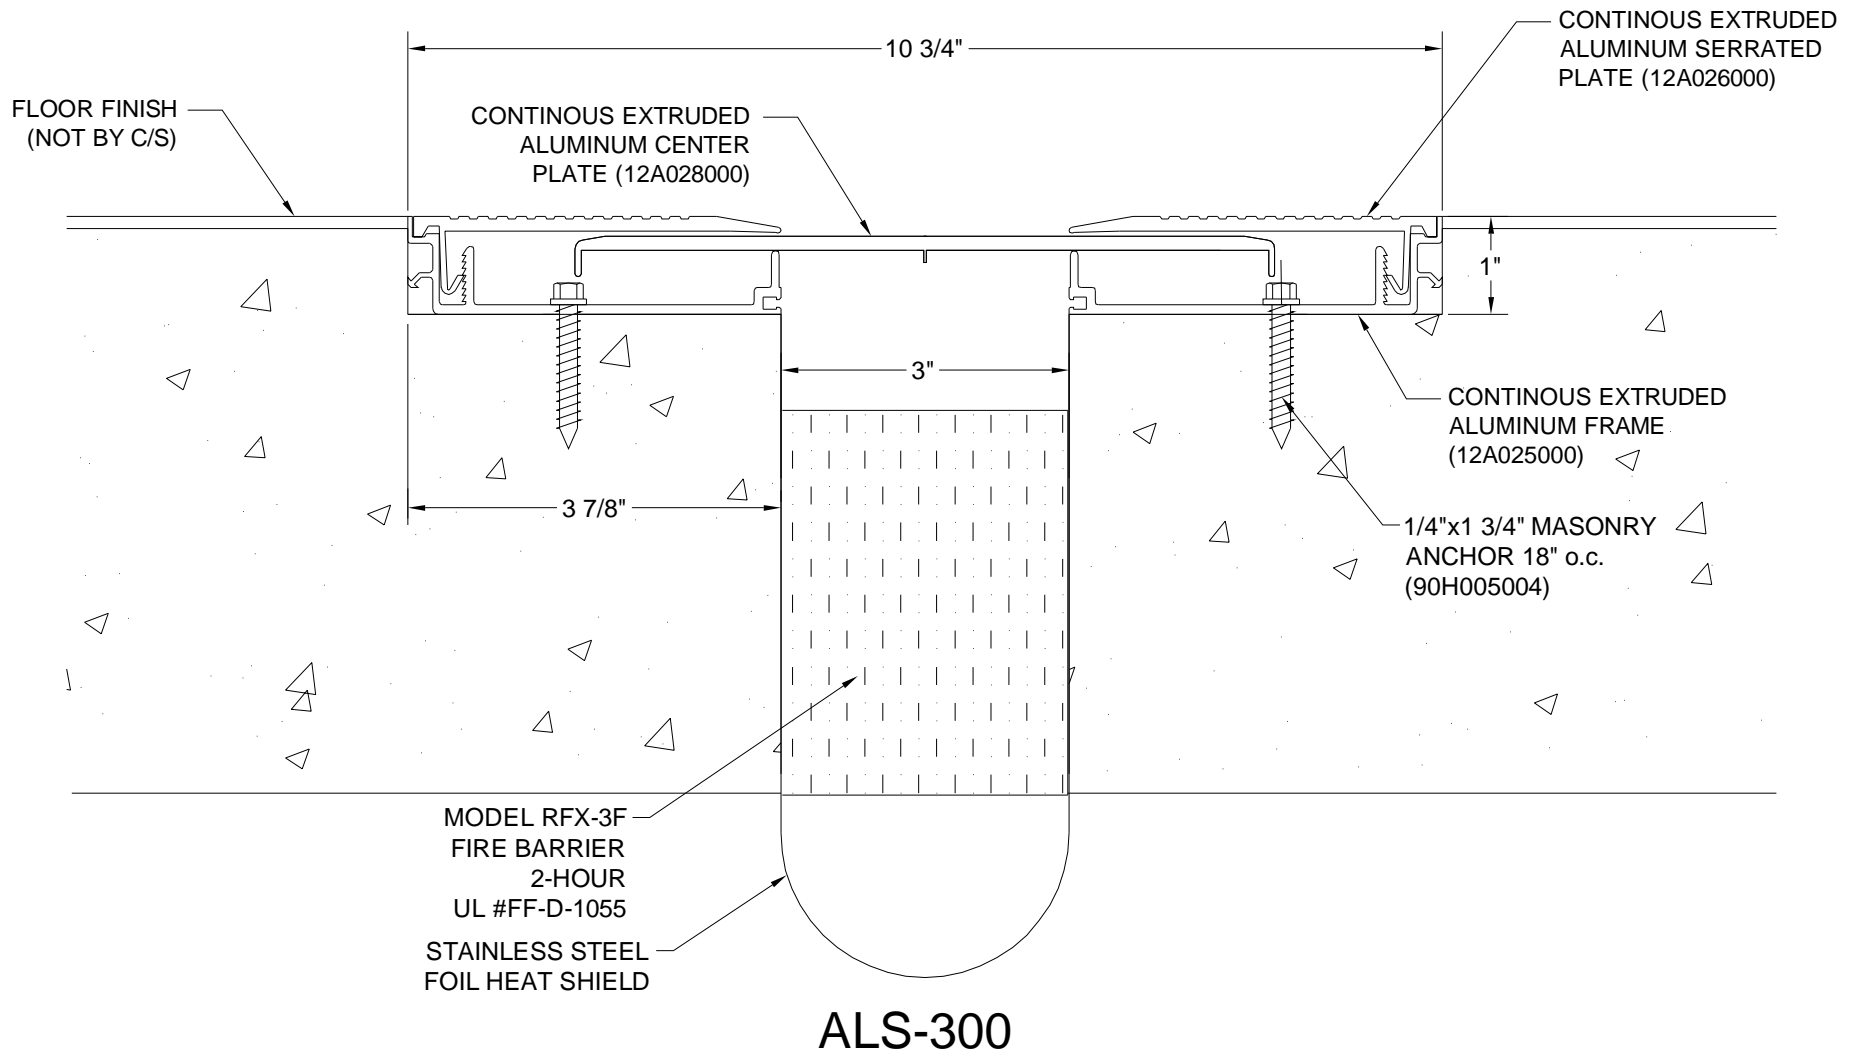 10 3/4"
CONTINOUS EXTRUDED
ALUMINUM SERRATED
PLATE (12A026000)
FLOOR FINISH
(NOT BY C/S)
CONTINOUS EXTRUDED
ALUMINUM CENTER
PLATE (12A028000)
1"
3"
CONTINOUS EXTRUDED
ALUMINUM FRAME
(12A025000)
3 7/8"
1/4"x1 3/4" MASONRY
ANCHOR 18" o.c.
(90H005004)
MODEL RFX-3F
FIRE BARRIER
2-HOUR
UL #FF-D-1055
STAINLESS STEEL
FOIL HEAT SHIELD
ALS-300